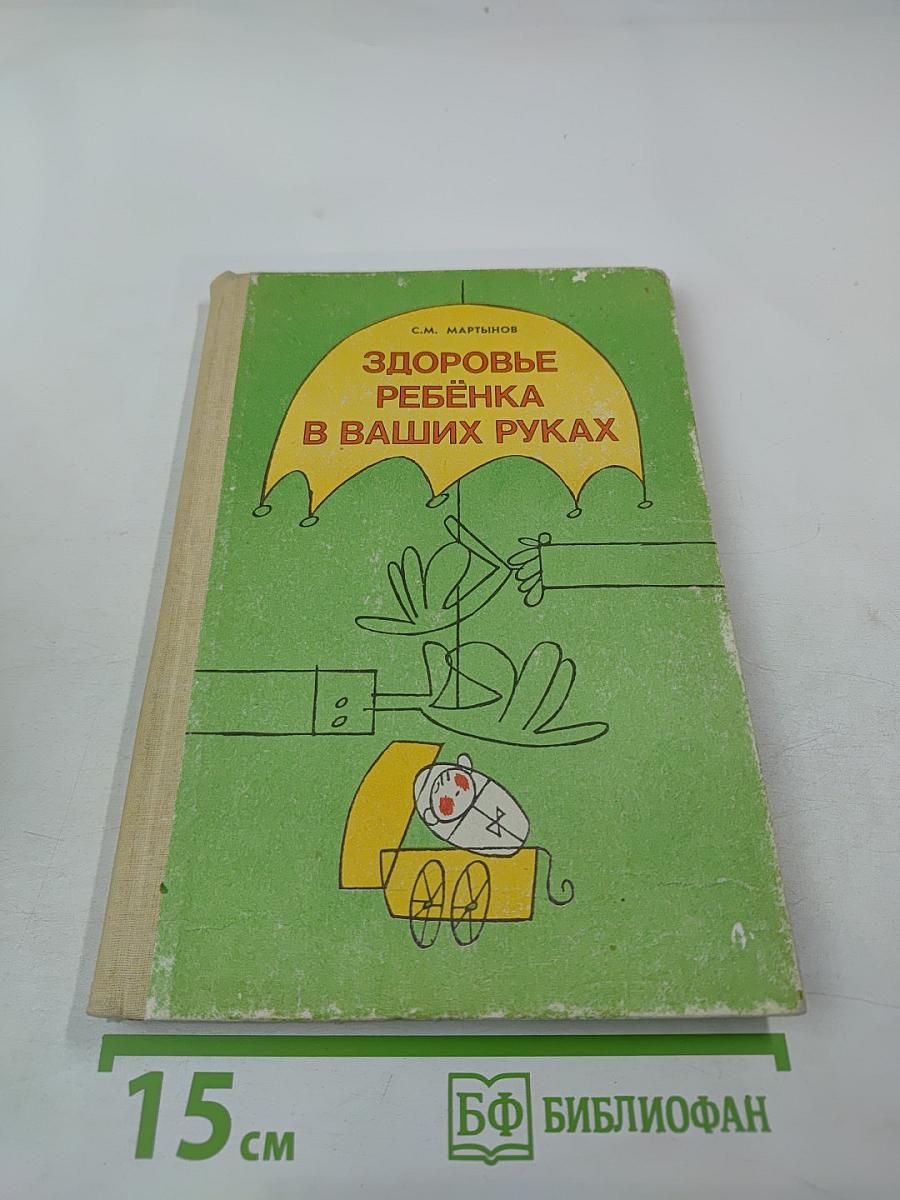 С.М. МАРТЫНОВ
ЗДОРОВЬЕ
РЕБЁНКА
В ВАШИХ РУКАХ
15 см
БФ БИБЛИОФАН